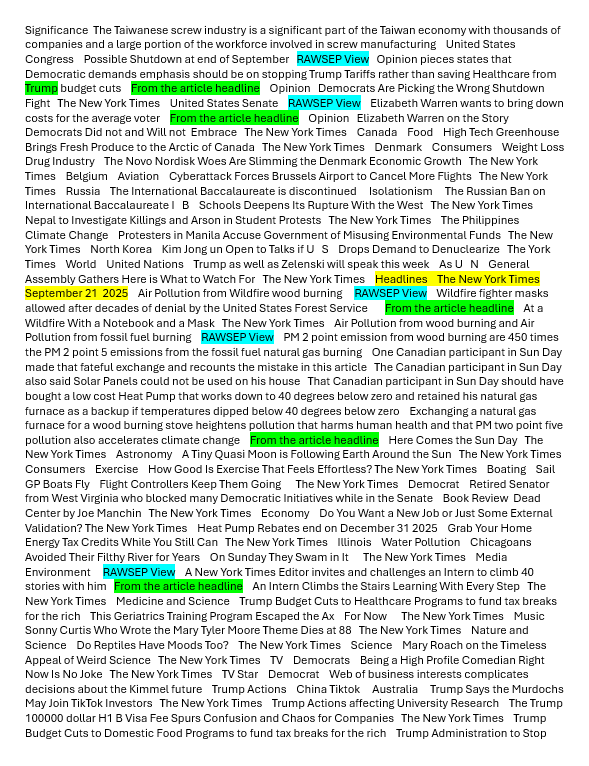 Significance  The Taiwanese screw industry is a significant part of the Taiwan economy with thousands of
companies and a large portion of the workforce involved in screw manufacturing   United States
Congress   Possible Shutdown at end of September  RAWSEP View   Opinion pieces states that
Democratic demands emphasis should be on stopping Trump Tariffs rather than saving Healthcare from
Trump budget cuts   From the article headline   Opinion  Democrats Are Picking the Wrong Shutdown
Fight  The New York Times   United States Senate   RAWSEP View   Elizabeth Warren wants to bring down
costs for the average voter  From the article headline   Opinion  Elizabeth Warren on the Story
Democrats Did not and Will not  Embrace  The New York Times   Canada   Food   High Tech Greenhouse
Brings Fresh Produce to the Arctic of Canada  The New York Times   Denmark   Consumers   Weight Loss
Drug Industry   The Novo Nordisk Woes Are Slimming the Denmark Economic Growth  The New York
Times   Belgium   Aviation   Cyberattack Forces Brussels Airport to Cancel More Flights  The New York
Times   Russia   The International Baccalaureate is discontinued    Isolationism    The Russian Ban on
International Baccalaureate I  B   Schools Deepens Its Rupture With the West  The New York Times
Nepal to Investigate Killings and Arson in Student Protests  The New York Times   The Philippines
Climate Change   Protesters in Manila Accuse Government of Misusing Environmental Funds  The New
York Times   North Korea   Kim Jong un Open to Talks if U  S   Drops Demand to Denuclearize  The York
Times   World   United Nations   Trump as well as Zelenski will speak this week   As U  N   General
Assembly Gathers Here is What to Watch For  The New York Times   Headlines   The New York Times
September 21  2025   Air Pollution from Wildfire wood burning    RAWSEP View   Wildfire fighter masks
allowed after decades of denial by the United States Forest Service      From the article headline   At a
Wildfire With a Notebook and a Mask  The New York Times   Air Pollution from wood burning and Air
Pollution from fossil fuel burning   RAWSEP View   PM 2 point emission from wood burning are 450 times
the PM 2 point 5 emissions from the fossil fuel natural gas burning   One Canadian participant in Sun Day
made that fateful exchange and recounts the mistake in this article  The Canadian participant in Sun Day
also said Solar Panels could not be used on his house   That Canadian participant in Sun Day should have
bought a low cost Heat Pump that works down to 40 degrees below zero and retained his natural gas
furnace as a backup if temperatures dipped below 40 degrees below zero   Exchanging a natural gas
furnace for a wood burning stove heightens pollution that harms human health and that PM two point five
pollution also accelerates climate change   From the article headline   Here Comes the Sun Day  The
New York Times   Astronomy   A Tiny Quasi Moon is Following Earth Around the Sun  The New York Times
Consumers   Exercise   How Good Is Exercise That Feels Effortless? The New York Times   Boating   Sail
GP Boats Fly   Flight Controllers Keep Them Going    The New York Times   Democrat   Retired Senator
from West Virginia who blocked many Democratic Initiatives while in the Senate   Book Review  Dead
Center by Joe Manchin  The New York Times   Economy   Do You Want a New Job or Just Some External
Validation? The New York Times   Heat Pump Rebates end on December 31 2025   Grab Your Home
Energy Tax Credits While You Still Can  The New York Times   Illinois   Water Pollution   Chicagoans
Avoided Their Filthy River for Years   On Sunday They Swam in It    The New York Times   Media
Environment    RAWSEP View   A New York Times Editor invites and challenges an Intern to climb 40
stories with him  From the article headline   An Intern Climbs the Stairs Learning With Every Step  The
New York Times   Medicine and Science   Trump Budget Cuts to Healthcare Programs to fund tax breaks
for the rich   This Geriatrics Training Program Escaped the Ax   For Now    The New York Times   Music
Sonny Curtis Who Wrote the Mary Tyler Moore Theme Dies at 88  The New York Times   Nature and
Science   Do Reptiles Have Moods Too?  The New York Times   Science   Mary Roach on the Timeless
Appeal of Weird Science  The New York Times   TV   Democrats   Being a High Profile Comedian Right
Now Is No Joke  The New York Times   TV Star   Democrat  Web of business interests complicates
decisions about the Kimmel future   Trump Actions   China Tiktok    Australia    Trump Says the Murdochs
May Join TikTok Investors  The New York Times   Trump Actions affecting University Research   The Trump
100000 dollar H1 B Visa Fee Spurs Confusion and Chaos for Companies  The New York Times   Trump
Budget Cuts to Domestic Food Programs to fund tax breaks for the rich   Trump Administration to Stop